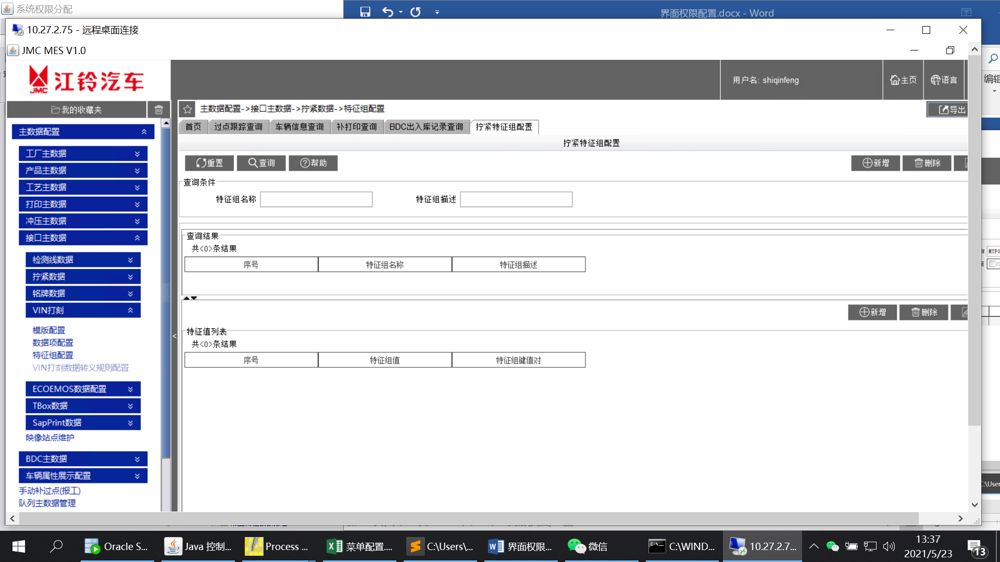 系统权限分配
界面权限配置.docx - Word
10.27.2.75 - 远程桌面连接
JMC MES V1.0
JMC 江铃汽车
用户名: shiqinfeng
主页
语言
编辑
我的收藏夹
主数据配置->接口主数据->拧紧数据->特征组配置
导出
首页
过点跟踪查询
车辆信息查询
补打印查询
BDC出入库记录查询
拧紧特征组配置
拧紧特征组配置
重置
查询
帮助
新增
删除
查询条件
特征组名称
特征组描述
查询结果
共<0>条结果
序号
特征组名称
特征组描述
新增
删除
特征值列表
共<0>条结果
序号
特征组值
特征组键值对
主数据配置
工厂主数据
产品主数据
工艺主数据
打印主数据
冲压主数据
接口主数据
检测线数据
拧紧数据
铭牌数据
VIN打刻
模版配置
数据项配置
特征组配置
VIN打刻数据转义规则配置
ECOEMOS数据配置
TBox数据
SapPrint数据
映像站点维护
BDC主数据
车辆属性展示配置
手动补过点(报工)
队列主数据管理
<
N MTFO
至 20
C:\User
Oracle S...
Java 控制...
Process ...
菜单配置....
C:\Users\...
界面权限...
微信
C:\WIND...
10.27.2.7...
13:37
2021/5/23
13